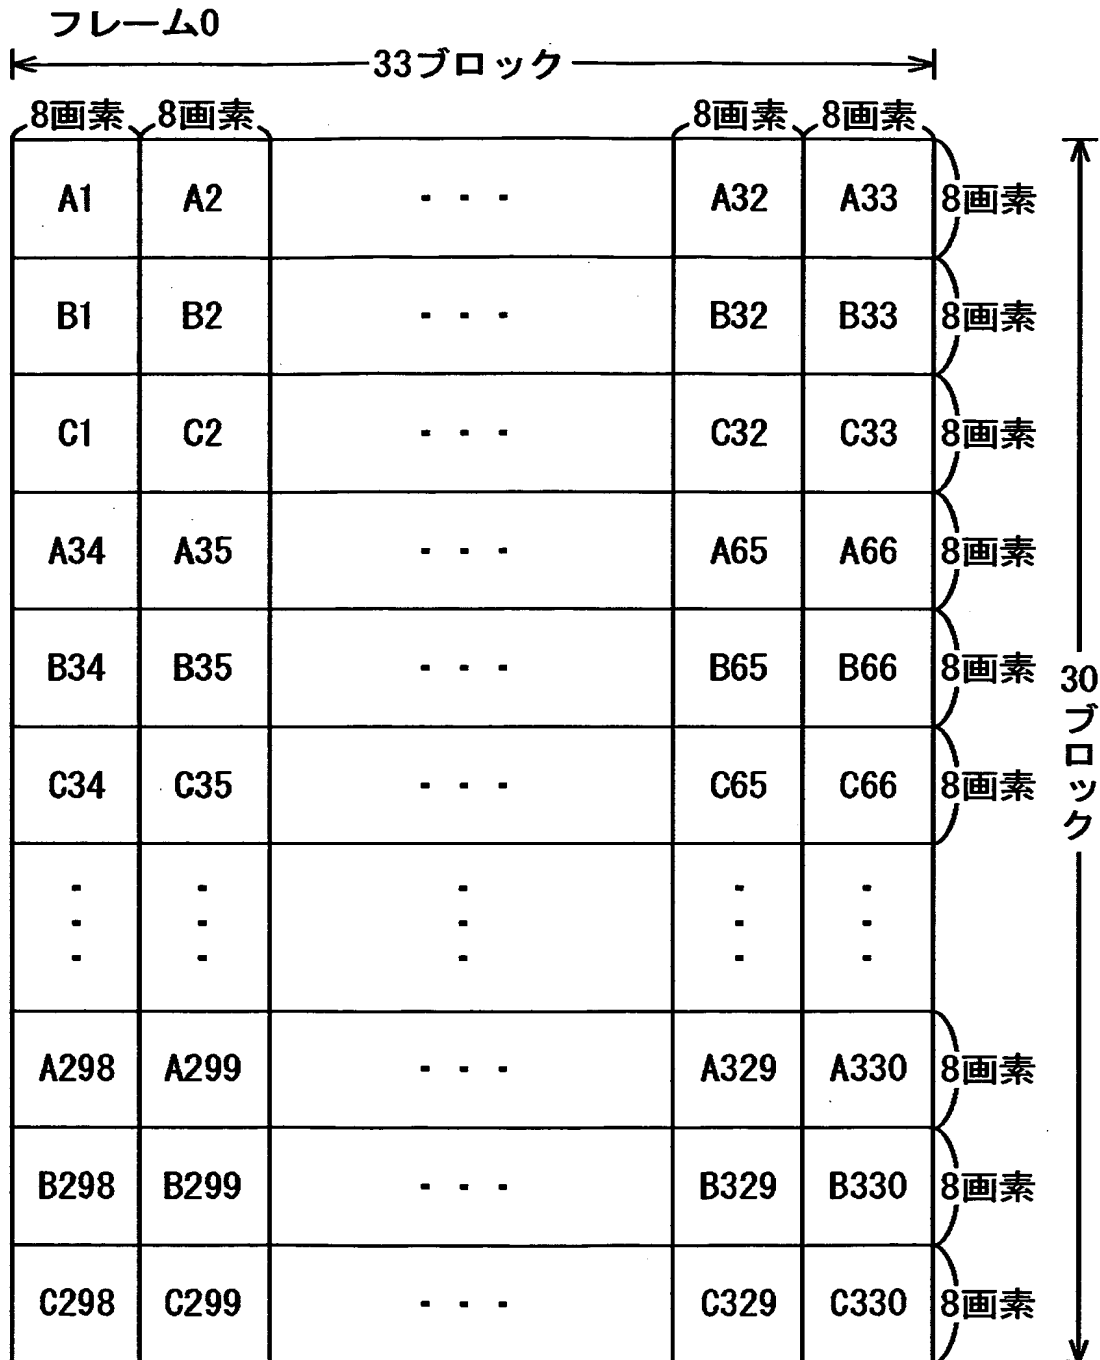 フレーム0
33ブロック
8画素 8画素 8画素 8画素
A1 A2 - - - A32 A33 8画素
B1 B2 - - - B32 B33 8画素
C1 C2 - - - C32 C33 8画素
A34 A35 - - - A65 A66 8画素
B34 B35 - - - B65 B66 8画素
C34 C35 - - - C65 C66 8画素
30ブロック
A298 A299 - - - A329 A330 8画素
B298 B299 - - - B329 B330 8画素
C298 C299 - - - C329 C330 8画素